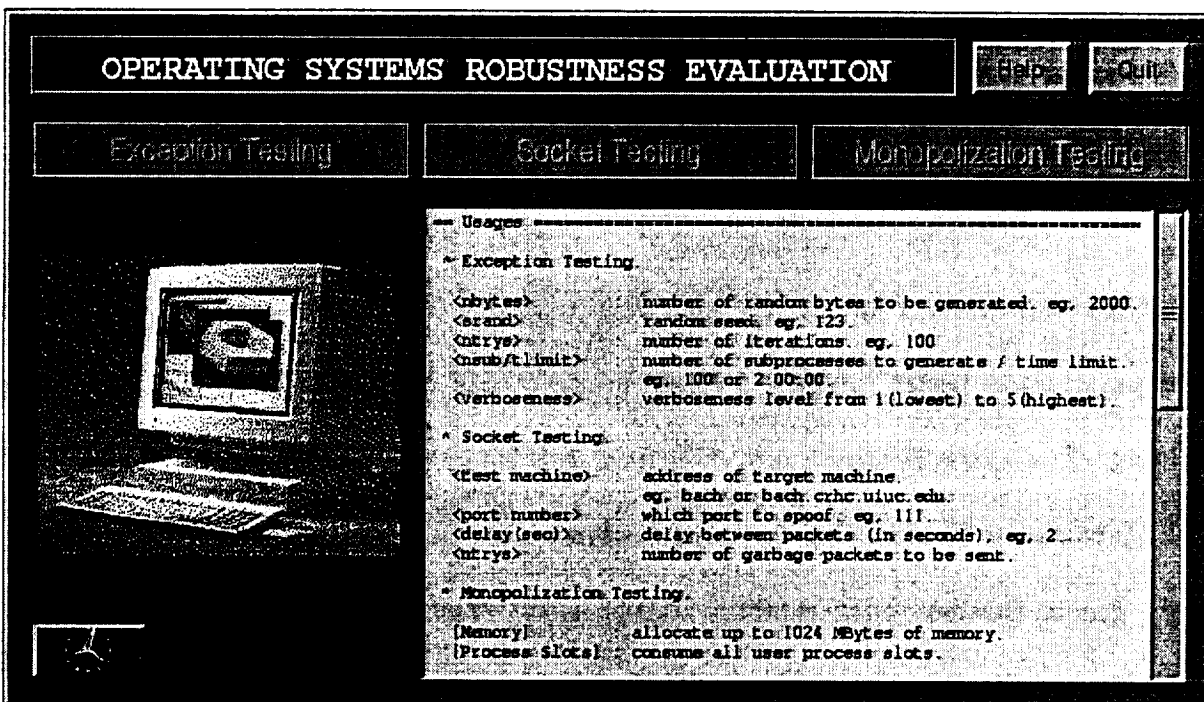 OPERATING SYSTEMS ROBUSTNESS EVALUATION
Help
Quit
Exception Testing
Socket Testing
Monopolization Testing
== Usages ==========================================
^ Exception Testing.
<nbytes> : number of random bytes to be generated. eg, 2000.
<srand> : random seed. eg, 123.
<ntrys> : number of iterations. eg, 100
<nsub/tlimit> : number of subprocesses to generate / time limit.
eg, 100 or 2:00:00.
<verboseness> : verboseness level from 1(lowest) to 5(highest).
^ Socket Testing.
<test machine> : address of target machine.
eg, bach or bach.crhc.uiuc.edu.
<port number> : which port to spoof. eg, 111.
<delay(sec)> : delay between packets (in seconds), eg, 2.
<ntrys> : number of garbage packets to be sent.
^ Monopolization Testing.
[Memory] : allocate up to 1024 MBytes of memory.
[Process Slots] : consume all user process slots.